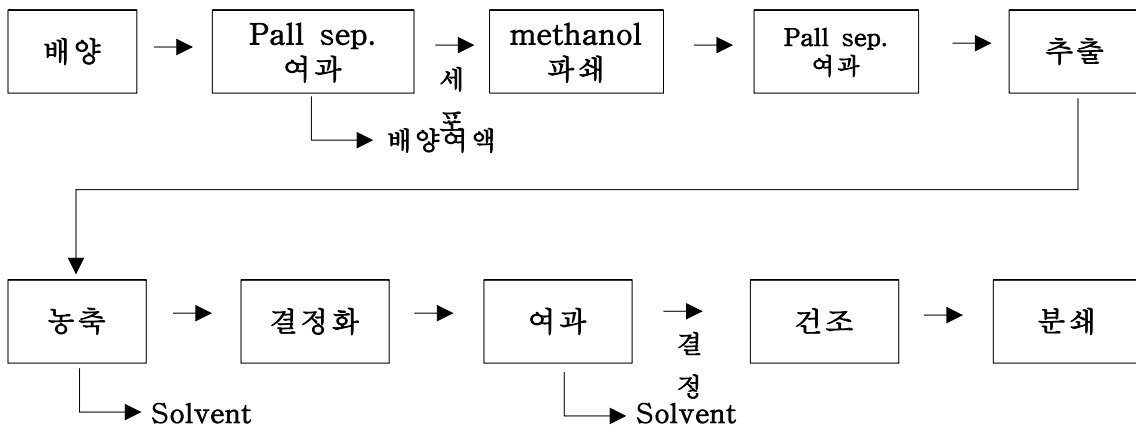 배양
Pall sep.
여과
methanol
파쇄
Pall sep.
여과
추출
세
포
배양여액
농축
결정화
여과
결
정
건조
분쇄
Solvent
Solvent